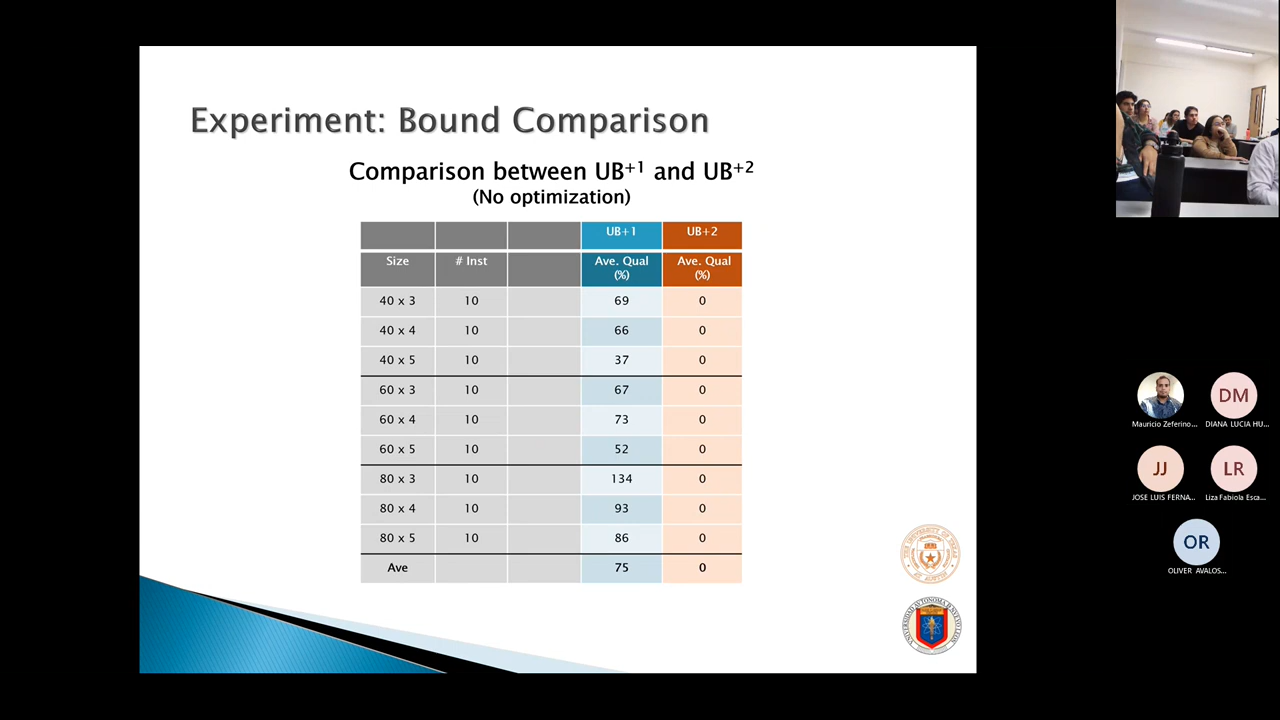 Experiment: Bound Comparison
Comparison between UB+1 and UB+2
(No optimization)
UB+1 UB+2
Size # Inst Ave. Qual (%) Ave. Qual (%)
40 x 3 10 69 0
40 x 4 10 66 0
40 x 5 10 37 0
60 x 3 10 67 0
60 x 4 10 73 0
60 x 5 10 52 0
80 x 3 10 134 0
80 x 4 10 93 0
80 x 5 10 86 0
Ave 75 0
DM
Mauricio Zeferino... DIANA LUCIA HU...
JJ LR
JOSE LUIS FERNA... Liza Fabiola Esca...
OR
OLIVER AVALOS...